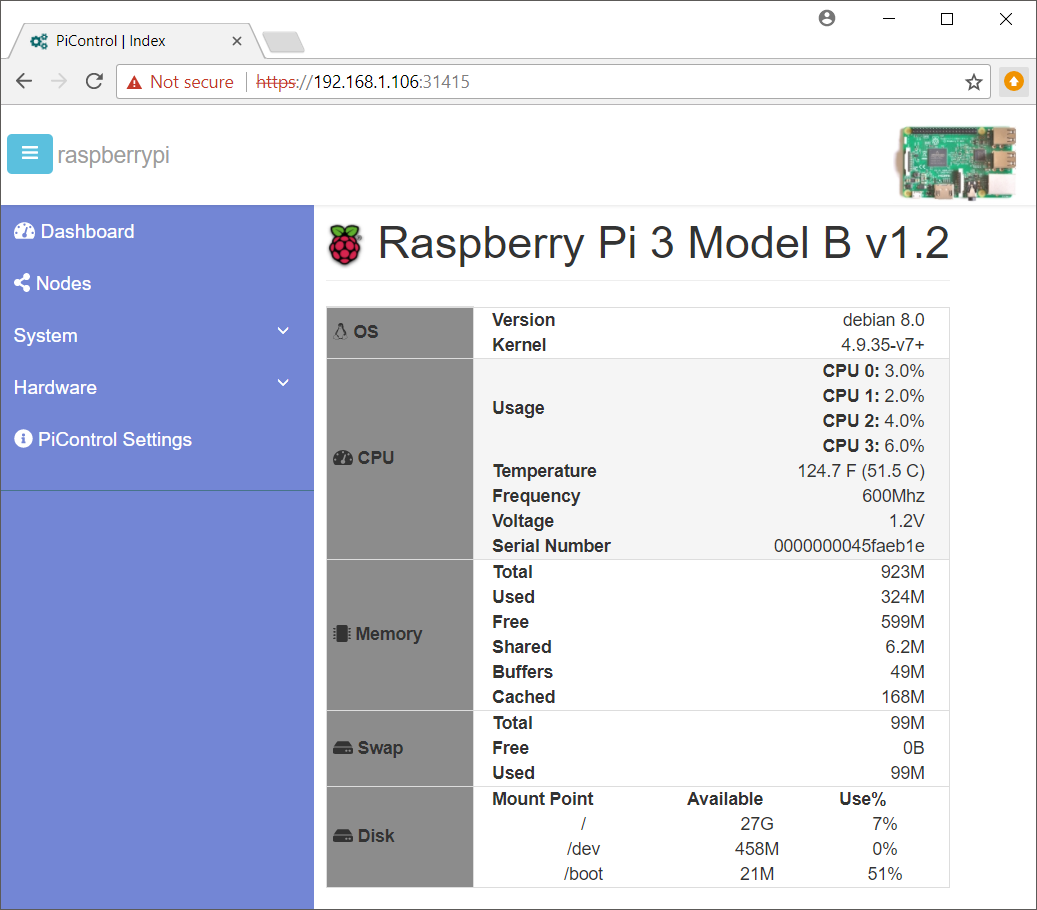 PiControl | Index
Not secure https://192.168.1.106:31415
raspberrypi
Dashboard
Nodes
System
Hardware
PiControl Settings
Raspberry Pi 3 Model B v1.2
OS
Version debian 8.0
Kernel 4.9.35-v7+
CPU
Usage
CPU 0: 3.0%
CPU 1: 2.0%
CPU 2: 4.0%
CPU 3: 6.0%
Temperature 124.7 F (51.5 C)
Frequency 600Mhz
Voltage 1.2V
Serial Number 0000000045faeb1e
Memory
Total 923M
Used 324M
Free 599M
Shared 6.2M
Buffers 49M
Cached 168M
Swap
Total 99M
Free 0B
Used 99M
Disk
Mount Point Available Use%
/ 27G 7%
/dev 458M 0%
/boot 21M 51%